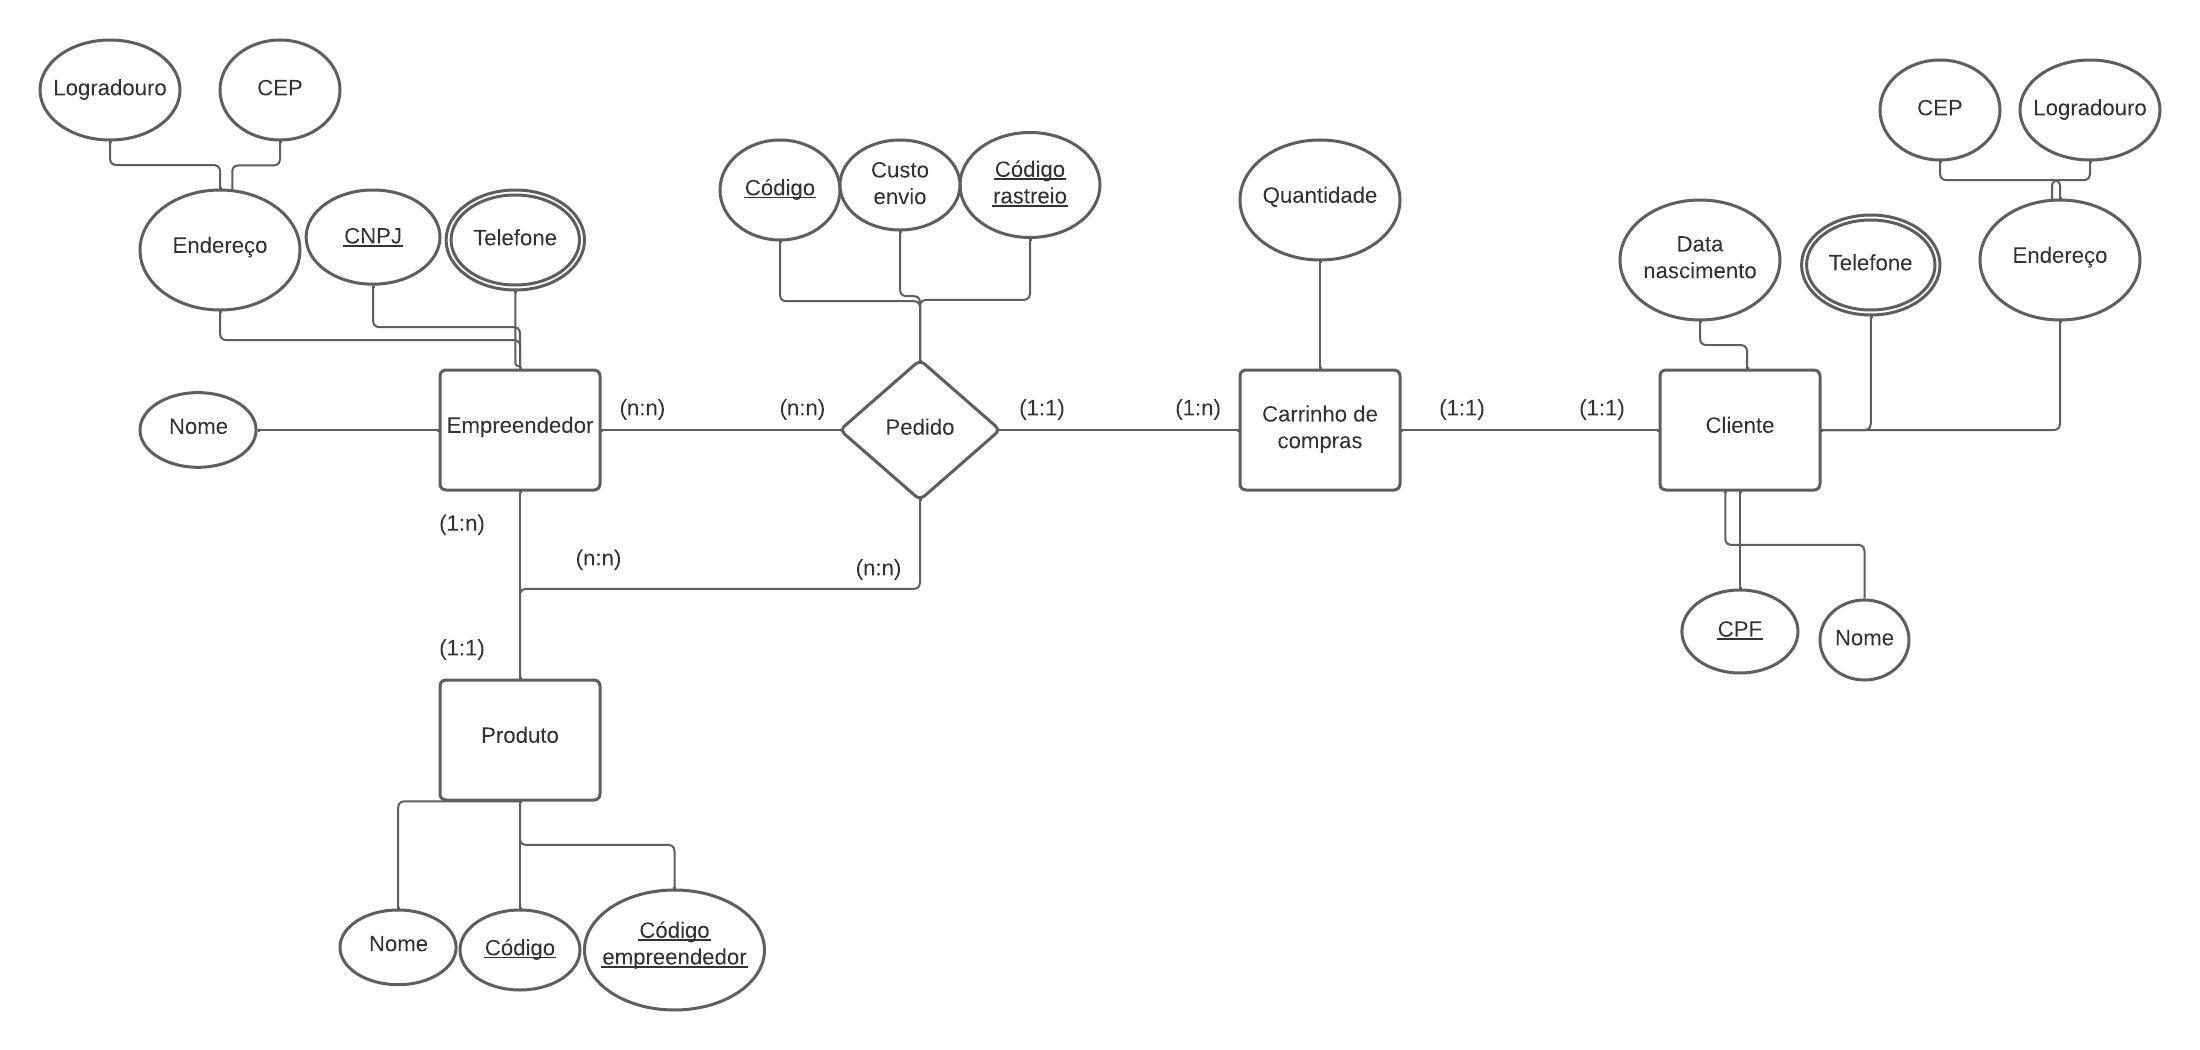 Logradouro
CEP
CEP
Logradouro
Código
Custo
envio
Código
rastreio
Quantidade
Endereço
CNPJ
Telefone
Data
nascimento
Telefone
Endereço
Nome
Empreendedor
(n:n)
(n:n)
Pedido
(1:1)
(1:n)
Carrinho de
compras
(1:1)
(1:1)
Cliente
(1:n)
(n:n)
(n:n)
(1:1)
CPF
Nome
Produto
Nome
Código
Código
empreendedor